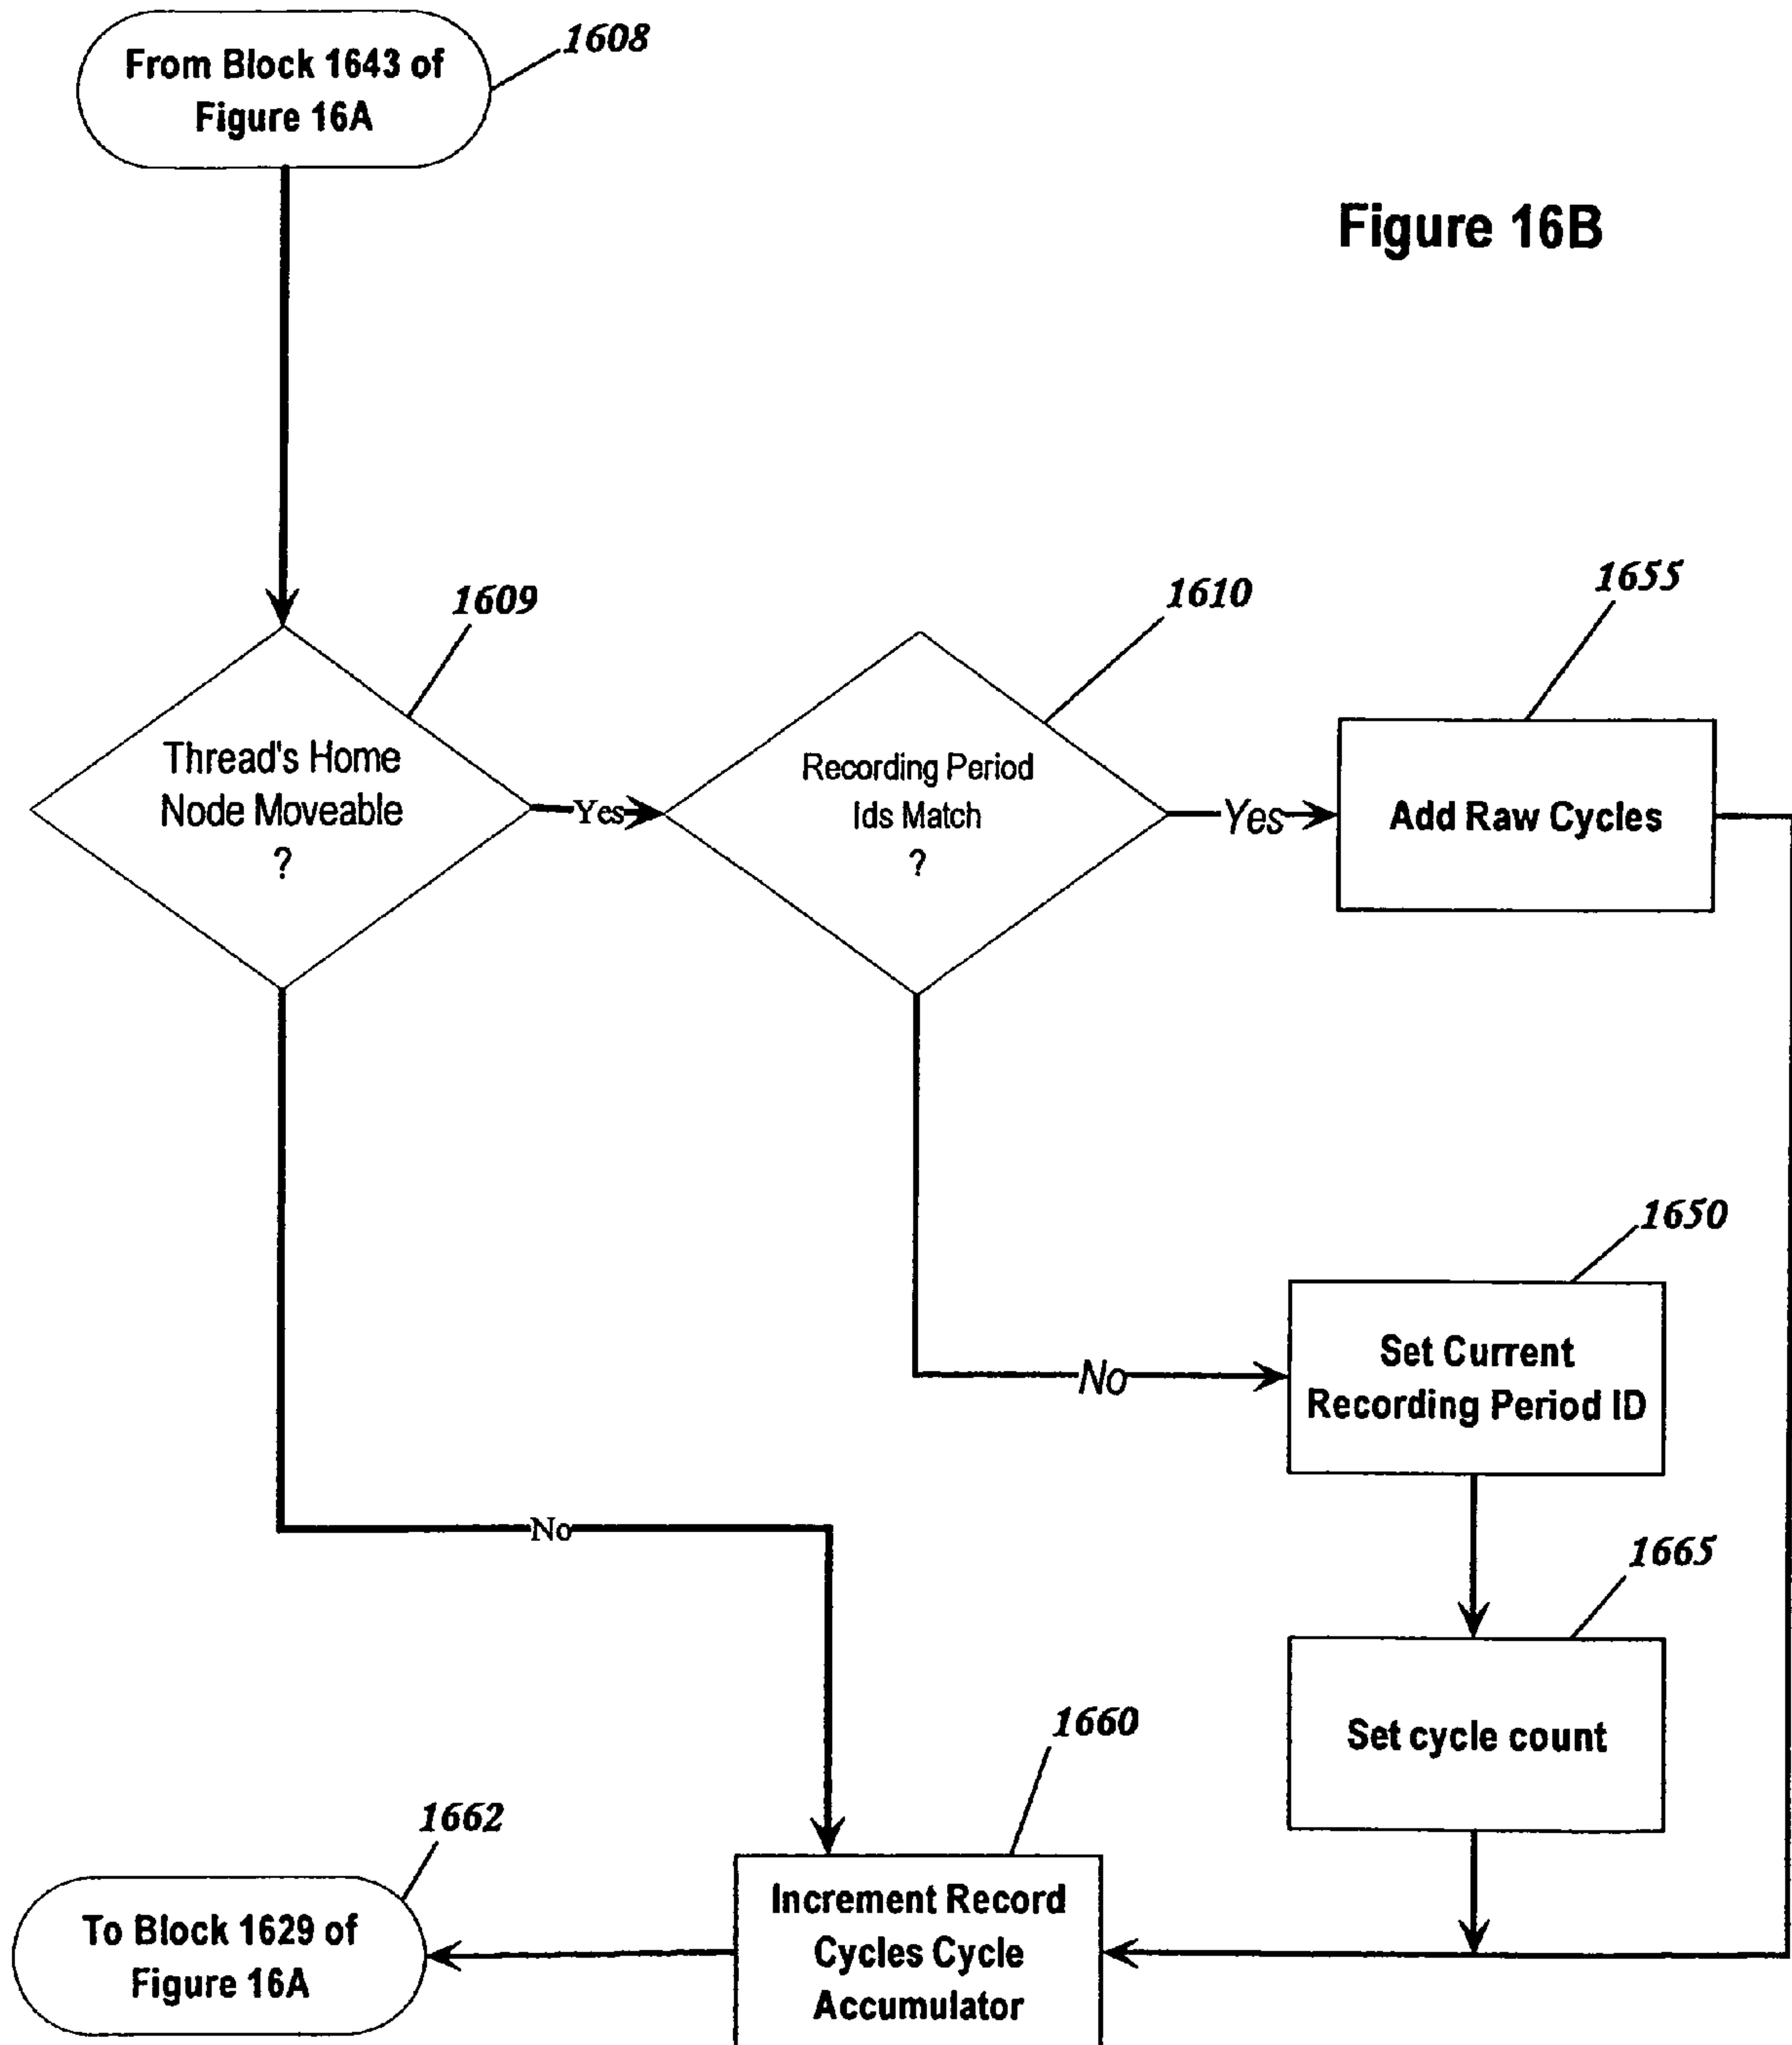 From Block 1643 of
Figure 16A
1608
Figure 16B
1609
Thread's Home
Node Moveable
?
Yes
1610
Recording Period
Ids Match
?
Yes
1655
Add Raw Cycles
No
1650
Set Current
Recording Period ID
No
1665
Set cycle count
1660
Increment Record
Cycles Cycle
Accumulator
1662
To Block 1629 of
Figure 16A